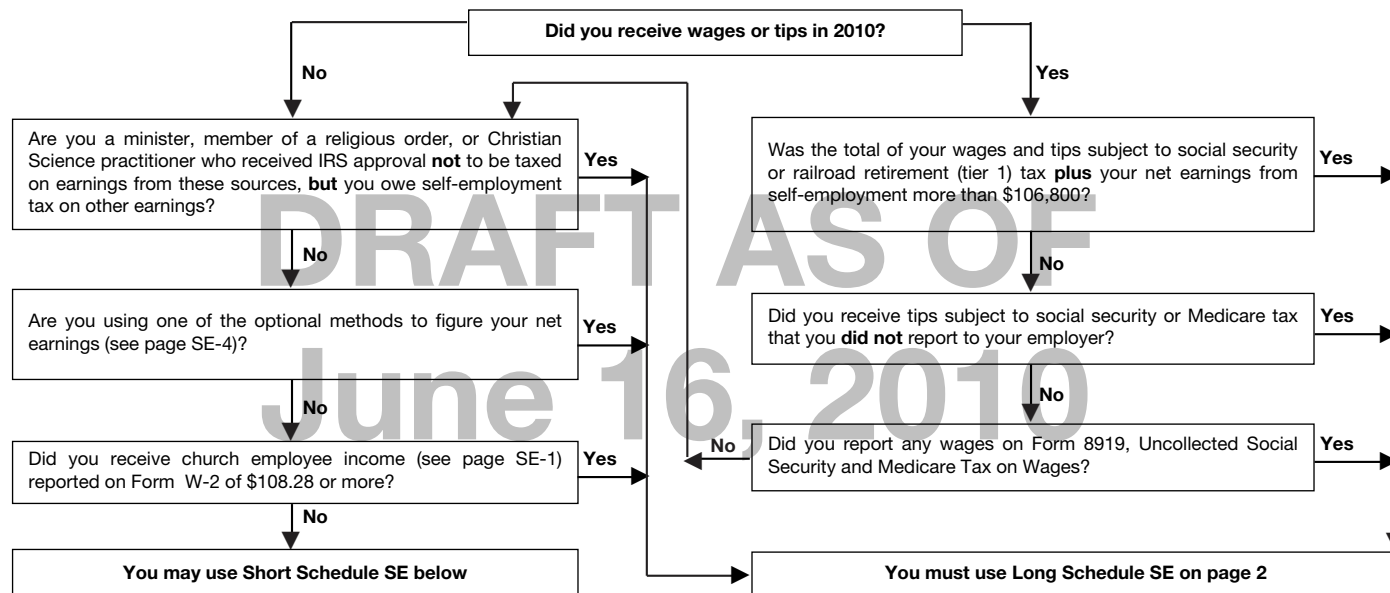 Did you receive wages or tips in 2010?
No
Yes
Are you a minister, member of a religious order, or Christian
Science practitioner who received IRS approval not to be taxed
on earnings from these sources, but you owe self-employment
tax on other earnings?
Yes
Was the total of your wages and tips subject to social security
or railroad retirement (tier 1) tax plus your net earnings from
self-employment more than $106,800?
Yes
DRAFT AS OF
No
No
Are you using one of the optional methods to figure your net
earnings (see page SE-4)?
Yes
Did you receive tips subject to social security or Medicare tax
that you did not report to your employer?
Yes
June 16, 2010
No
No
Did you receive church employee income (see page SE-1)
reported on Form W-2 of $108.28 or more?
Yes
No
Did you report any wages on Form 8919, Uncollected Social
Security and Medicare Tax on Wages?
Yes
No
You may use Short Schedule SE below
You must use Long Schedule SE on page 2